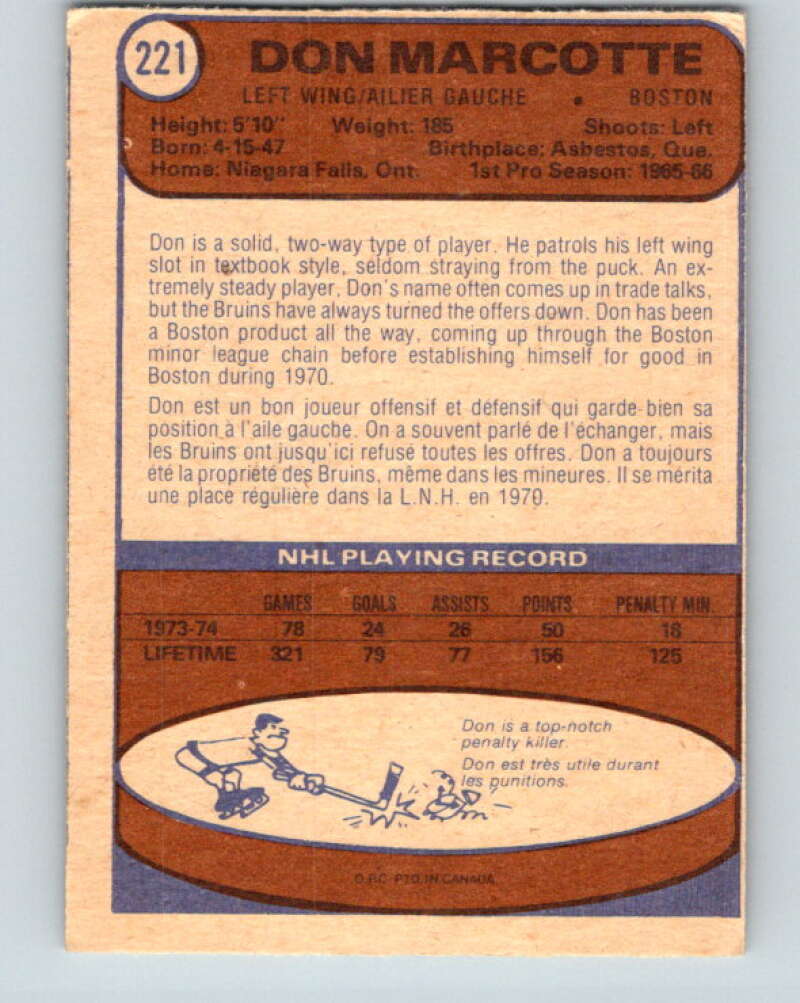 221 DON MARCOTTE
LEFT WING/AILIER GAUCHE • BOSTON
Height: 5'10" Weight: 185 Shoots: Left
Born: 4-15-47 Birthplace: Asbestos, Que.
Home: Niagara Falls, Ont. 1st Pro Season: 1965-66
Don is a solid, two-way type of player. He patrols his left wing
slot in textbook style, seldom straying from the puck. An ex-
tremely steady player, Don's name often comes up in trade talks,
but the Bruins have always turned the offers down. Don has been
a Boston product all the way, coming up through the Boston
minor league chain before establishing himself for good in
Boston during 1970.
Don est un bon joueur offensif et défensif qui garde bien sa
position à l'aile gauche. On a souvent parlé de l'échanger, mais
les Bruins ont jusqu'ici refusé toutes les offres. Don a toujours
été la propriété des Bruins, même dans les mineures. Il se mérita
une place régulière dans la L.N.H. en 1970.
NHL PLAYING RECORD
GAMES GOALS ASSISTS POINTS PENALTY MIN.
1973-74 78 24 26 50 18
LIFETIME 321 79 77 156 125
Don is a top-notch
penalty killer.
Don est très utile durant
les punitions.
O.P.C. PTD. IN CANADA